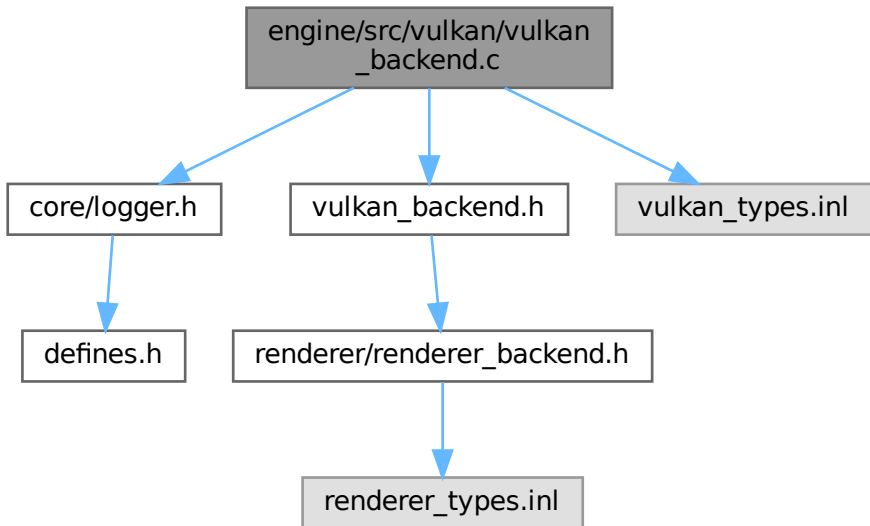 engine/src/vulkan/vulkan
_backend.c
core/logger.h
vulkan_backend.h
vulkan_types.inl
defines.h
renderer/renderer_backend.h
renderer_types.inl